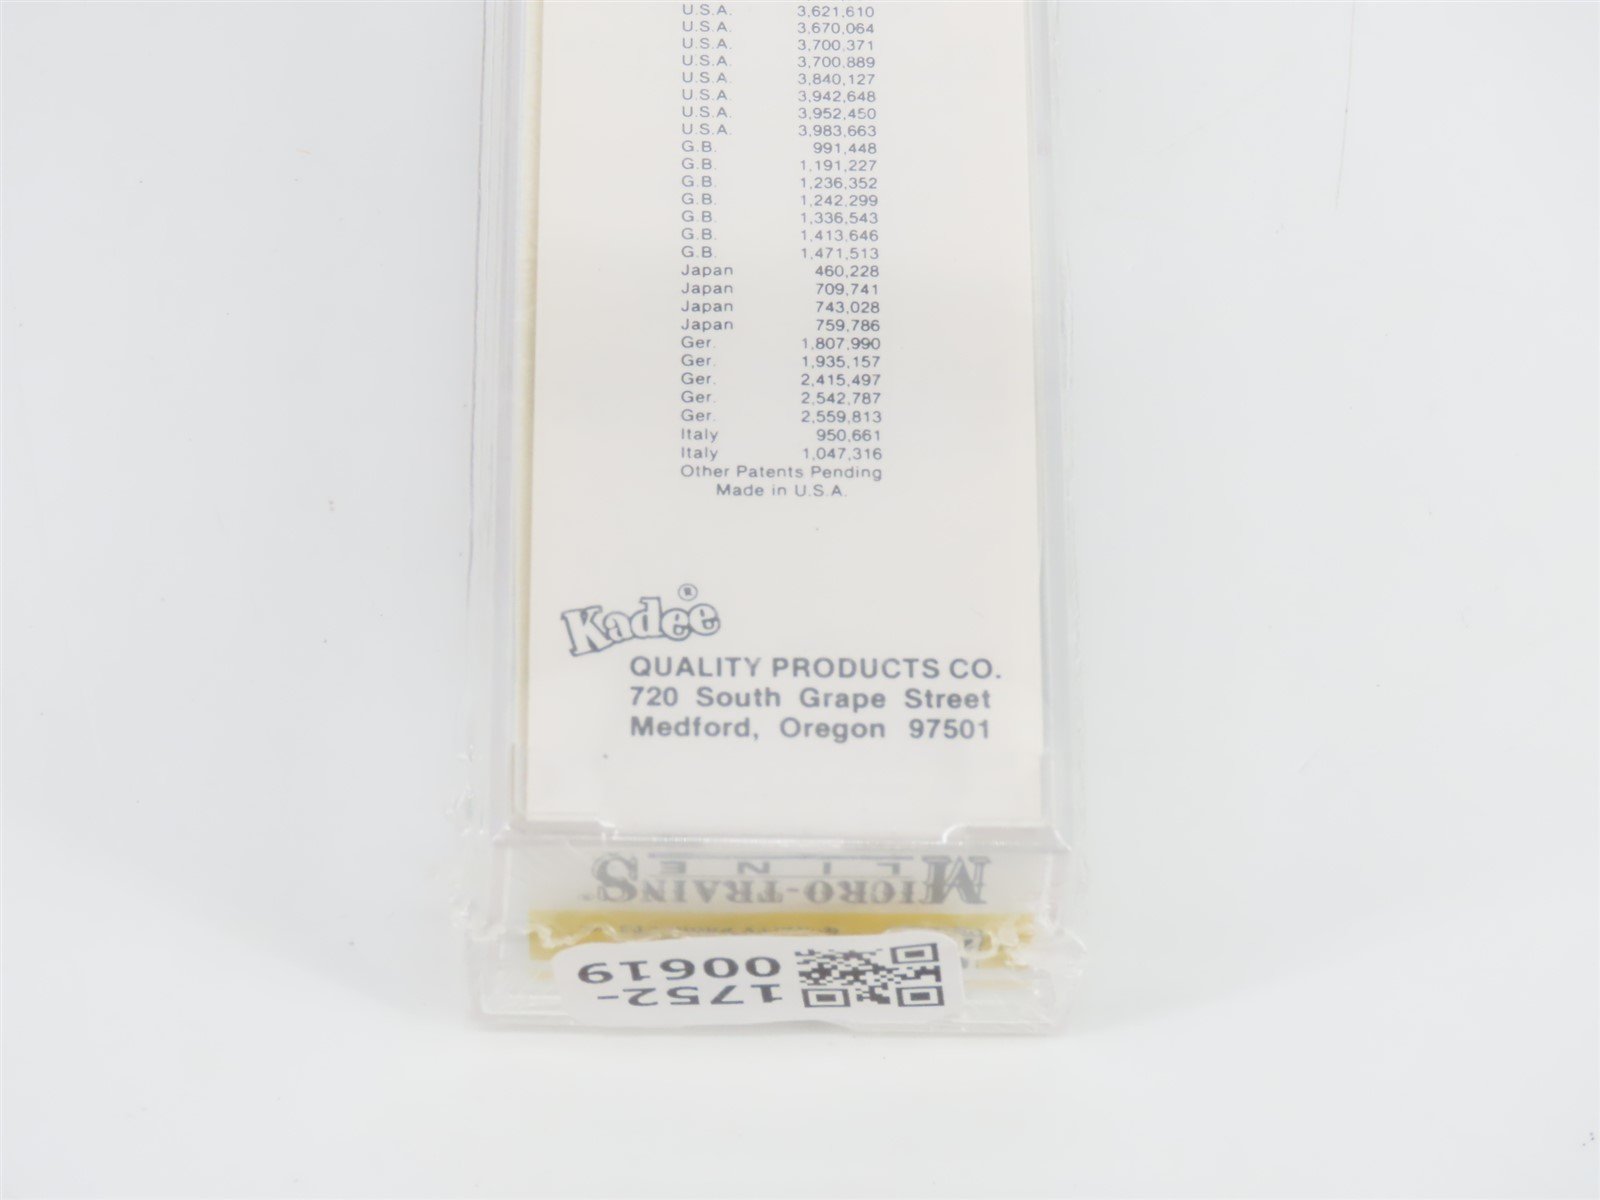 U.S.A. 3,621,610
U.S.A. 3,670,064
U.S.A. 3,700,371
U.S.A. 3,700,889
U.S.A. 3,840,127
U.S.A. 3,942,648
U.S.A. 3,952,450
U.S.A. 3,983,663
G.B. 991,448
G.B. 1,191,227
G.B. 1,236,352
G.B. 1,242,299
G.B. 1,336,543
G.B. 1,413,646
G.B. 1,471,513
Japan 460,228
Japan 709,741
Japan 743,028
Japan 759,786
Ger. 1,807,990
Ger. 1,935,157
Ger. 2,415,497
Ger. 2,542,787
Ger. 2,559,813
Italy 950,661
Italy 1,047,316
Other Patents Pending
Made in U.S.A.
Kadee®
QUALITY PRODUCTS CO.
720 South Grape Street
Medford, Oregon 97501
MICRO-TRAINS
LINE
1752-
00619